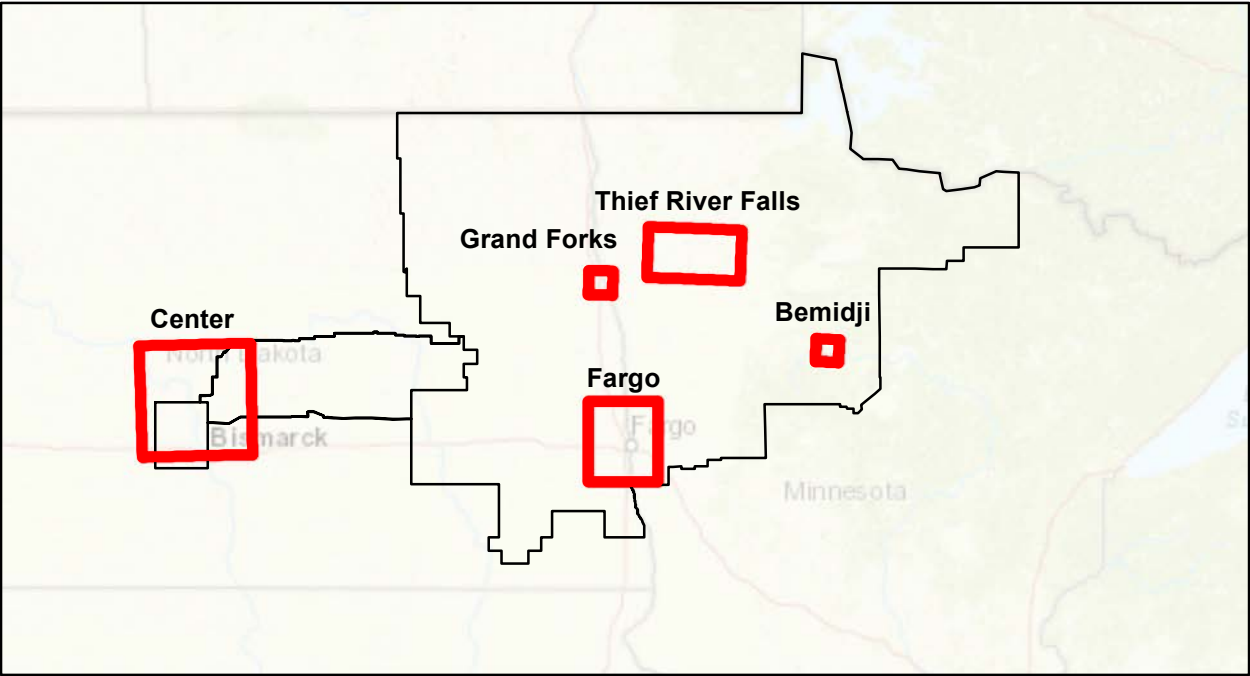 Thief River Falls
Grand Forks
Bemidji
Center
North Dakota
Fargo
Fargo
Bismarck
Minnesota